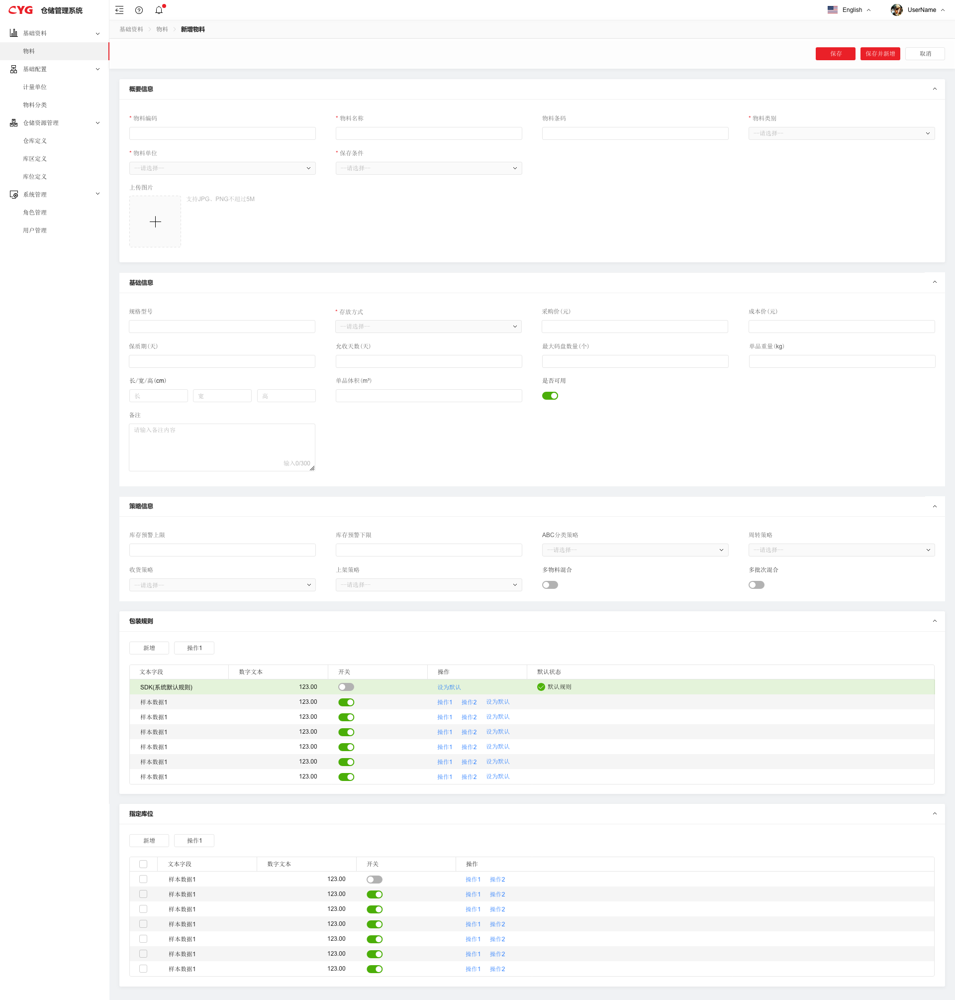 CYG 仓储管理系统
English UserName
基础资料 物料 新增物料
基础资料
物料
基础配置
计量单位
物料分类
仓储资源管理
仓库定义
库区定义
库位定义
系统管理
角色管理
用户管理
保存 保存并新增 取消
概要信息
* 物料编码 * 物料名称 物料条码 * 物料类别
--请选择--
* 物料单位 * 保存条件
--请选择-- --请选择--
上传图片
支持JPG、PNG不超过5M
基础信息
规格型号 * 存放方式 采购价(元) 成本价(元)
--请选择--
保质期(天) 允收天数(天) 最大码盘数量(个) 单品重量(kg)
长/宽/高(cm) 单品体积(m³) 是否可用
长 宽 高
备注
请输入备注内容
输入0/300
策略信息
库存预警上限 库存预警下限 ABC分类策略 周转策略
--请选择-- --请选择--
收货策略 上架策略 多物料混合 多批次混合
--请选择-- --请选择--
包装规则
新增 操作1
文本字段 数字文本 开关 操作 默认状态
SDK(系统默认规则) 123.00 设为默认 默认规则
样本数据1 123.00 操作1 操作2 设为默认
样本数据1 123.00 操作1 操作2 设为默认
样本数据1 123.00 操作1 操作2 设为默认
样本数据1 123.00 操作1 操作2 设为默认
样本数据1 123.00 操作1 操作2 设为默认
样本数据1 123.00 操作1 操作2 设为默认
指定库位
新增 操作1
文本字段 数字文本 开关 操作
样本数据1 123.00 操作1 操作2
样本数据1 123.00 操作1 操作2
样本数据1 123.00 操作1 操作2
样本数据1 123.00 操作1 操作2
样本数据1 123.00 操作1 操作2
样本数据1 123.00 操作1 操作2
样本数据1 123.00 操作1 操作2